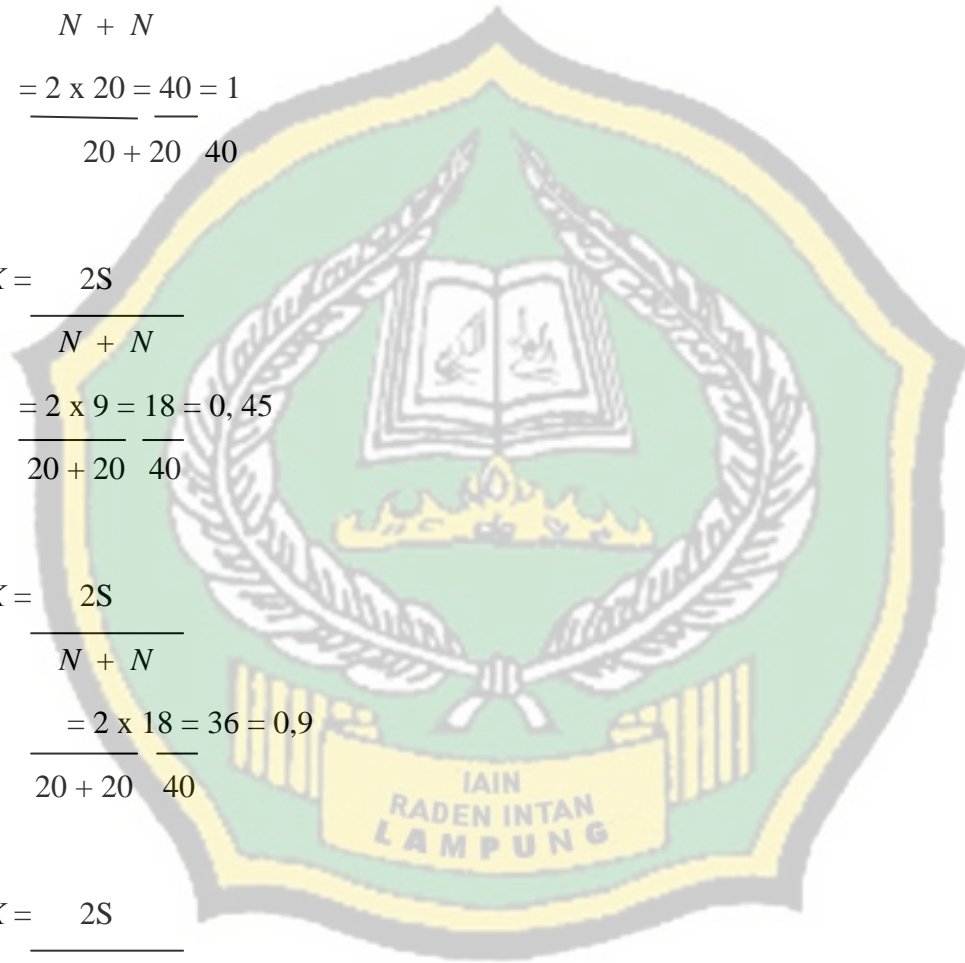 N + N
= 2 x 20 = 40 = 1
20 + 20 40
K = 2S
N + N
= 2 x 9 = 18 = 0, 45
20 + 20 40
K = 2S
N + N
= 2 x 18 = 36 = 0,9
20 + 20 40
IAIN
RADEN INTAN
LAMPUNG
K = 2S